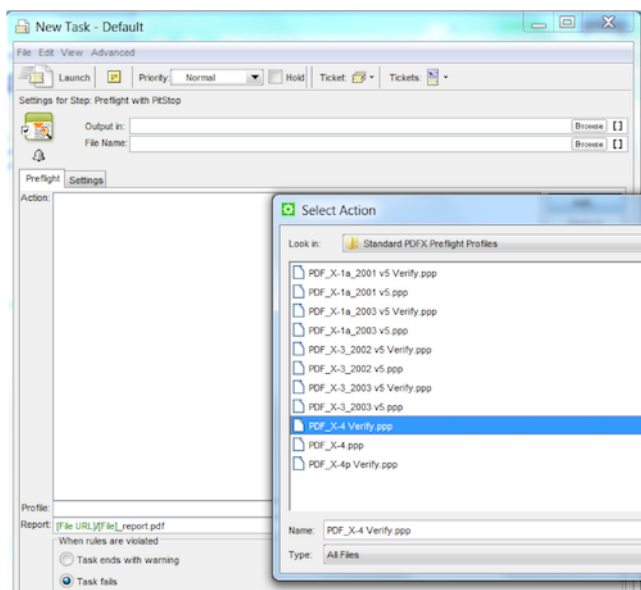 New Task - Default
File Edit View Advanced
Launch Priority: Normal Hold Ticket: Tickets:
Settings for Step: Preflight with PitStop
Output in: Browse []
File Name: Browse []
Preflight Settings
Action:
Select Action
Look in: Standard PDFX Preflight Profiles
PDF_X-1a_2001 v5 Verify.ppp
PDF_X-1a_2001 v5.ppp
PDF_X-1a_2003 v5 Verify.ppp
PDF_X-1a_2003 v5.ppp
PDF_X-3_2002 v5 Verify.ppp
PDF_X-3_2002 v5.ppp
PDF_X-3_2003 v5 Verify.ppp
PDF_X-3_2003 v5.ppp
PDF_X-4 Verify.ppp
PDF_X-4.ppp
PDF_X-4p Verify.ppp
Name: PDF_X-4 Verify.ppp
Type: All Files
Profile:
Report: [File URL]/[File]_report.pdf
When rules are violated
Task ends with warning
Task fails